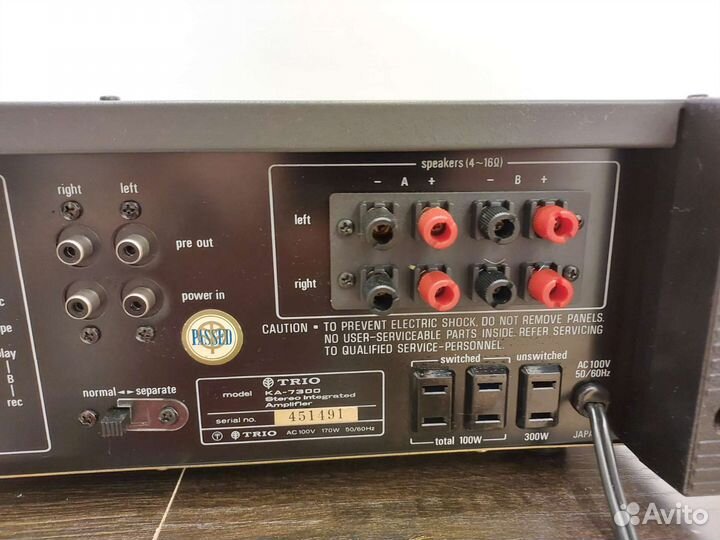 speakers (4~16Ω)
− A + − B +
right left
left
pre out
right
power in
c
ype
lay
B
rec
PASSED
CAUTION • TO PREVENT ELECTRIC SHOCK, DO NOT REMOVE PANELS.
NO USER-SERVICEABLE PARTS INSIDE. REFER SERVICING
TO QUALIFIED SERVICE-PERSONNEL.
switched unswitched
AC 100V
50/60Hz
normal ◄► separate
TRIO
model KA-7300
Stereo Integrated
Amplifier
serial no. 451491
T TRIO AC 100V 170W 50/60Hz
total 100W 300W JAPA
Avito